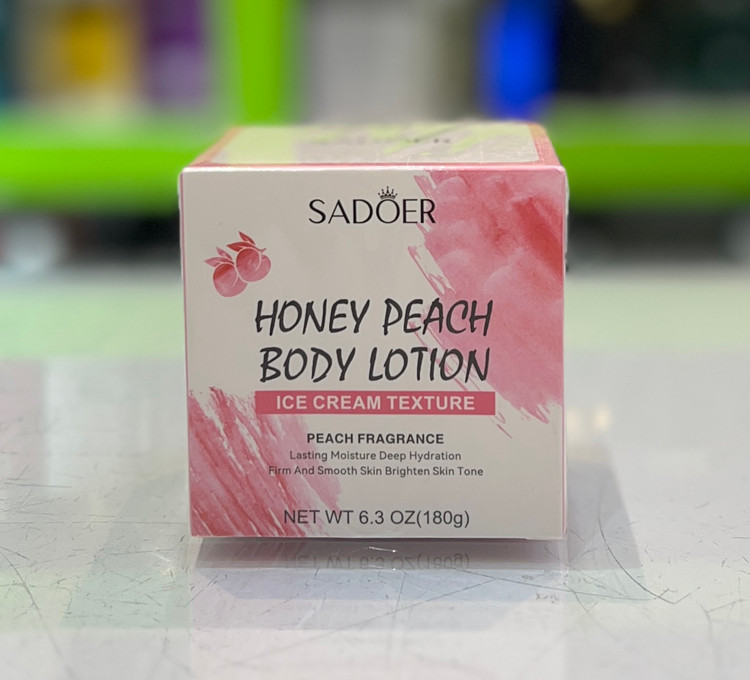 SADOER
HONEY PEACH
BODY LOTION
ICE CREAM TEXTURE
PEACH FRAGRANCE
Lasting Moisture Deep Hydration
Firm And Smooth Skin Brighten Skin Tone
NET WT 6.3 OZ(180g)